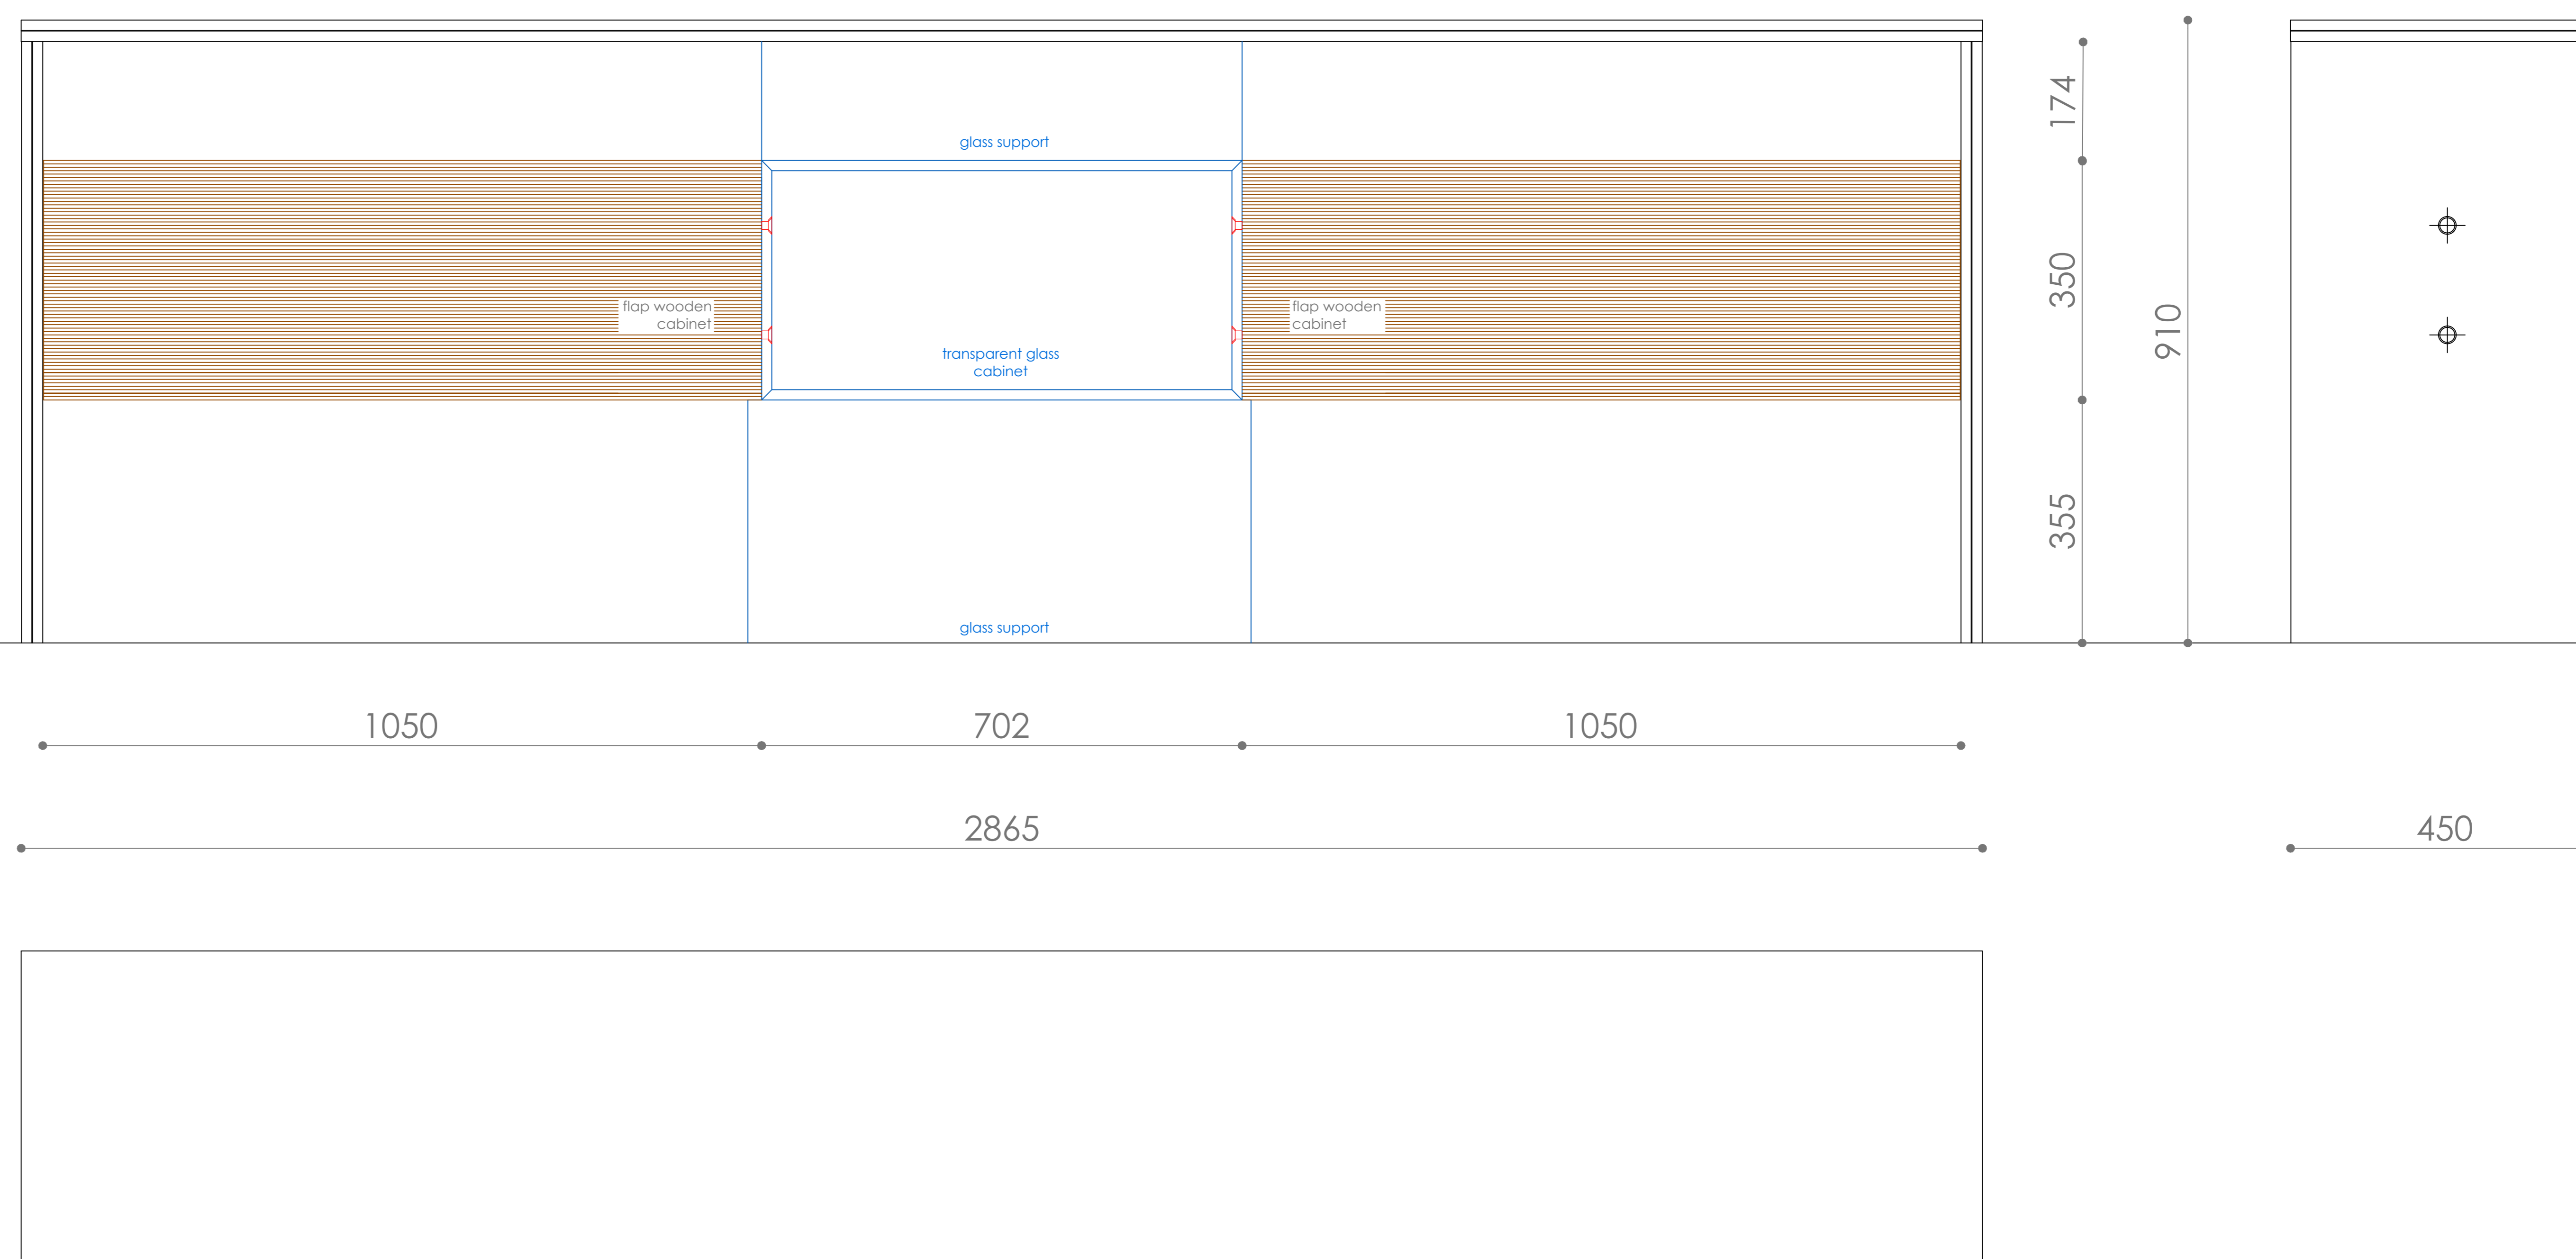 glass support
174
350
910
flap wooden
cabinet
flap wooden
cabinet
transparent glass
cabinet
355
glass support
1050
702
1050
2865
450